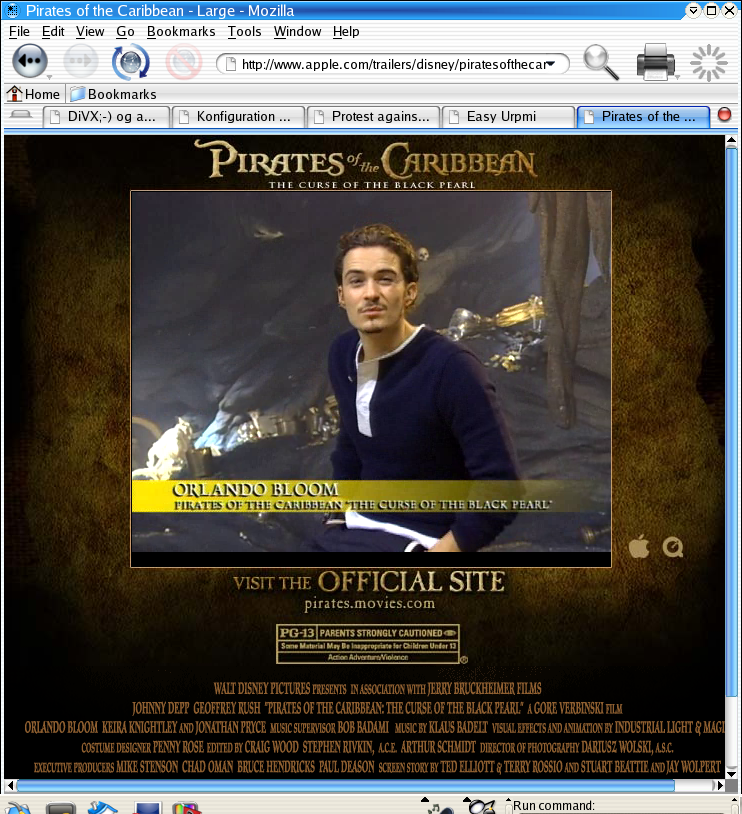 Pirates of the Caribbean - Large - Mozilla
File Edit View Go Bookmarks Tools Window Help
http://www.apple.com/trailers/disney/piratesofthecar
Home Bookmarks
DiVX;-) og a... Konfiguration ... Protest agains... Easy Urpmi Pirates of the ...
PIRATES of the CARIBBEAN
THE CURSE OF THE BLACK PEARL
ORLANDO BLOOM
PIRATES OF THE CARIBBEAN "THE CURSE OF THE BLACK PEARL"
VISIT THE OFFICIAL SITE
pirates.movies.com
PG-13 PARENTS STRONGLY CAUTIONED
Some Material May Be Inappropriate for Children Under 13
Action Adventure/Violence
®
WALT DISNEY PICTURES PRESENTS IN ASSOCIATION WITH JERRY BRUCKHEIMER FILMS
JOHNNY DEPP GEOFFREY RUSH "PIRATES OF THE CARIBBEAN: THE CURSE OF THE BLACK PEARL" A GORE VERBINSKI FILM
ORLANDO BLOOM KEIRA KNIGHTLEY AND JONATHAN PRYCE MUSIC SUPERVISOR BOB BADAMI MUSIC BY KLAUS BADELT VISUAL EFFECTS AND ANIMATION BY INDUSTRIAL LIGHT & MAGI
COSTUME DESIGNER PENNY ROSE EDITED BY CRAIG WOOD STEPHEN RIVKIN, A.C.E. ARTHUR SCHMIDT DIRECTOR OF PHOTOGRAPHY DARIUSZ WOLSKI, A.S.C.
EXECUTIVE PRODUCERS MIKE STENSON CHAD OMAN BRUCE HENDRICKS PAUL DEASON SCREEN STORY BY TED ELLIOTT & TERRY ROSSIO AND STUART BEATTIE AND JAY WOLPERT
Run command: